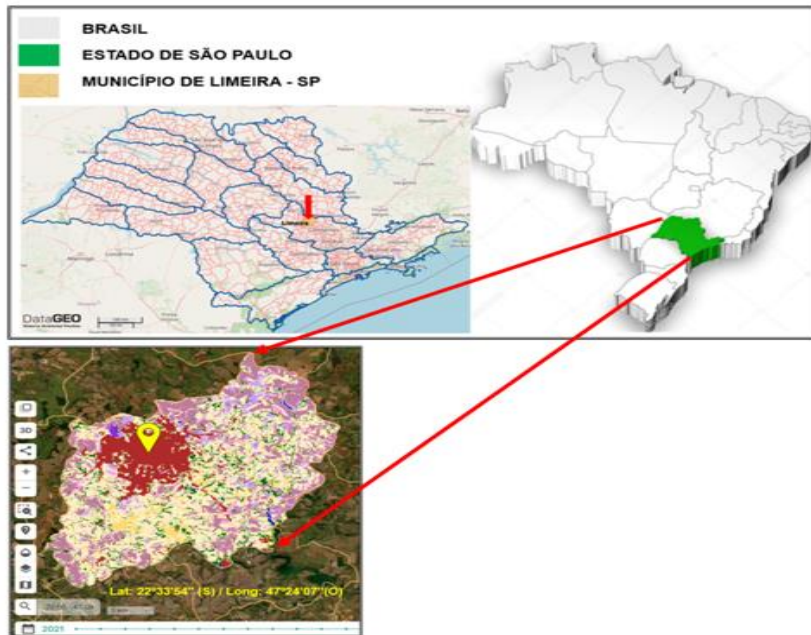 BRASIL
ESTADO DE SÃO PAULO
MUNICÍPIO DE LIMEIRA - SP
Limeira
DataGEO
3D
Lat: 22°33'54" (S) / Long: 47°24'07"(O)
2021